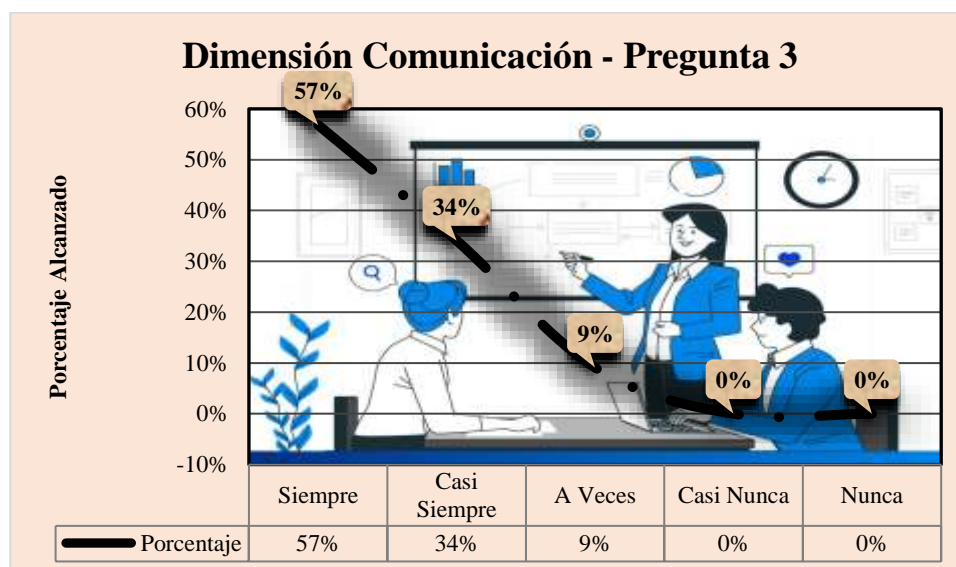 Dimensión Comunicación - Pregunta 3
57%
60%
50%
34%
40%
30%
20%
9%
10%
0%
0%
0%
-10%
Porcentaje Alcanzado
Siempre
Casi
Siempre
A Veces
Casi Nunca
Nunca
Porcentaje
57%
34%
9%
0%
0%